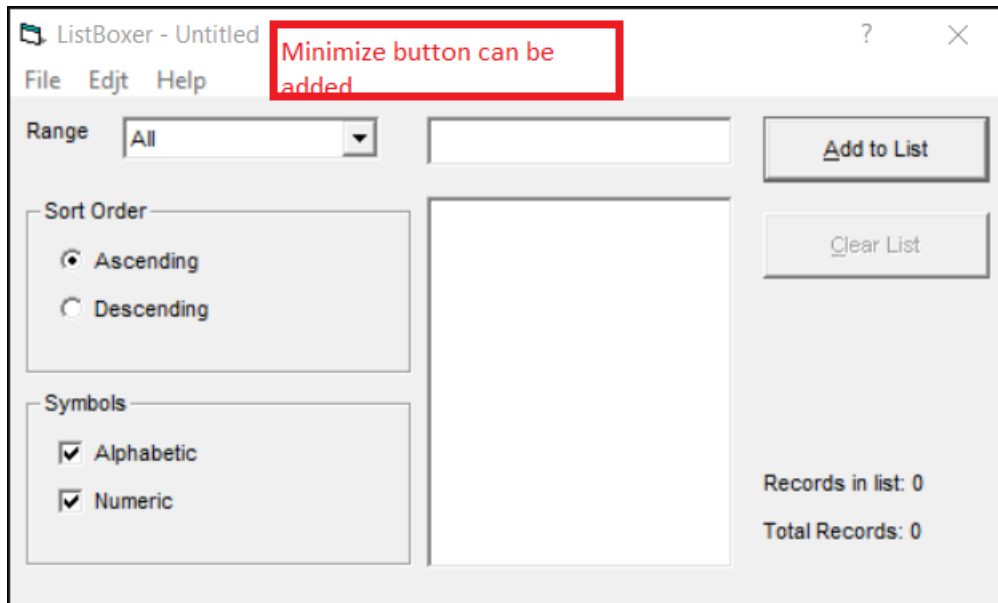 ListBoxer - Untitled ?
Minimize button can be
added
File Edjt Help
Range All Add to List
Sort Order
Clear List
Ascending
Descending
Symbols
Alphabetic
Numeric
Records in list: 0
Total Records: 0